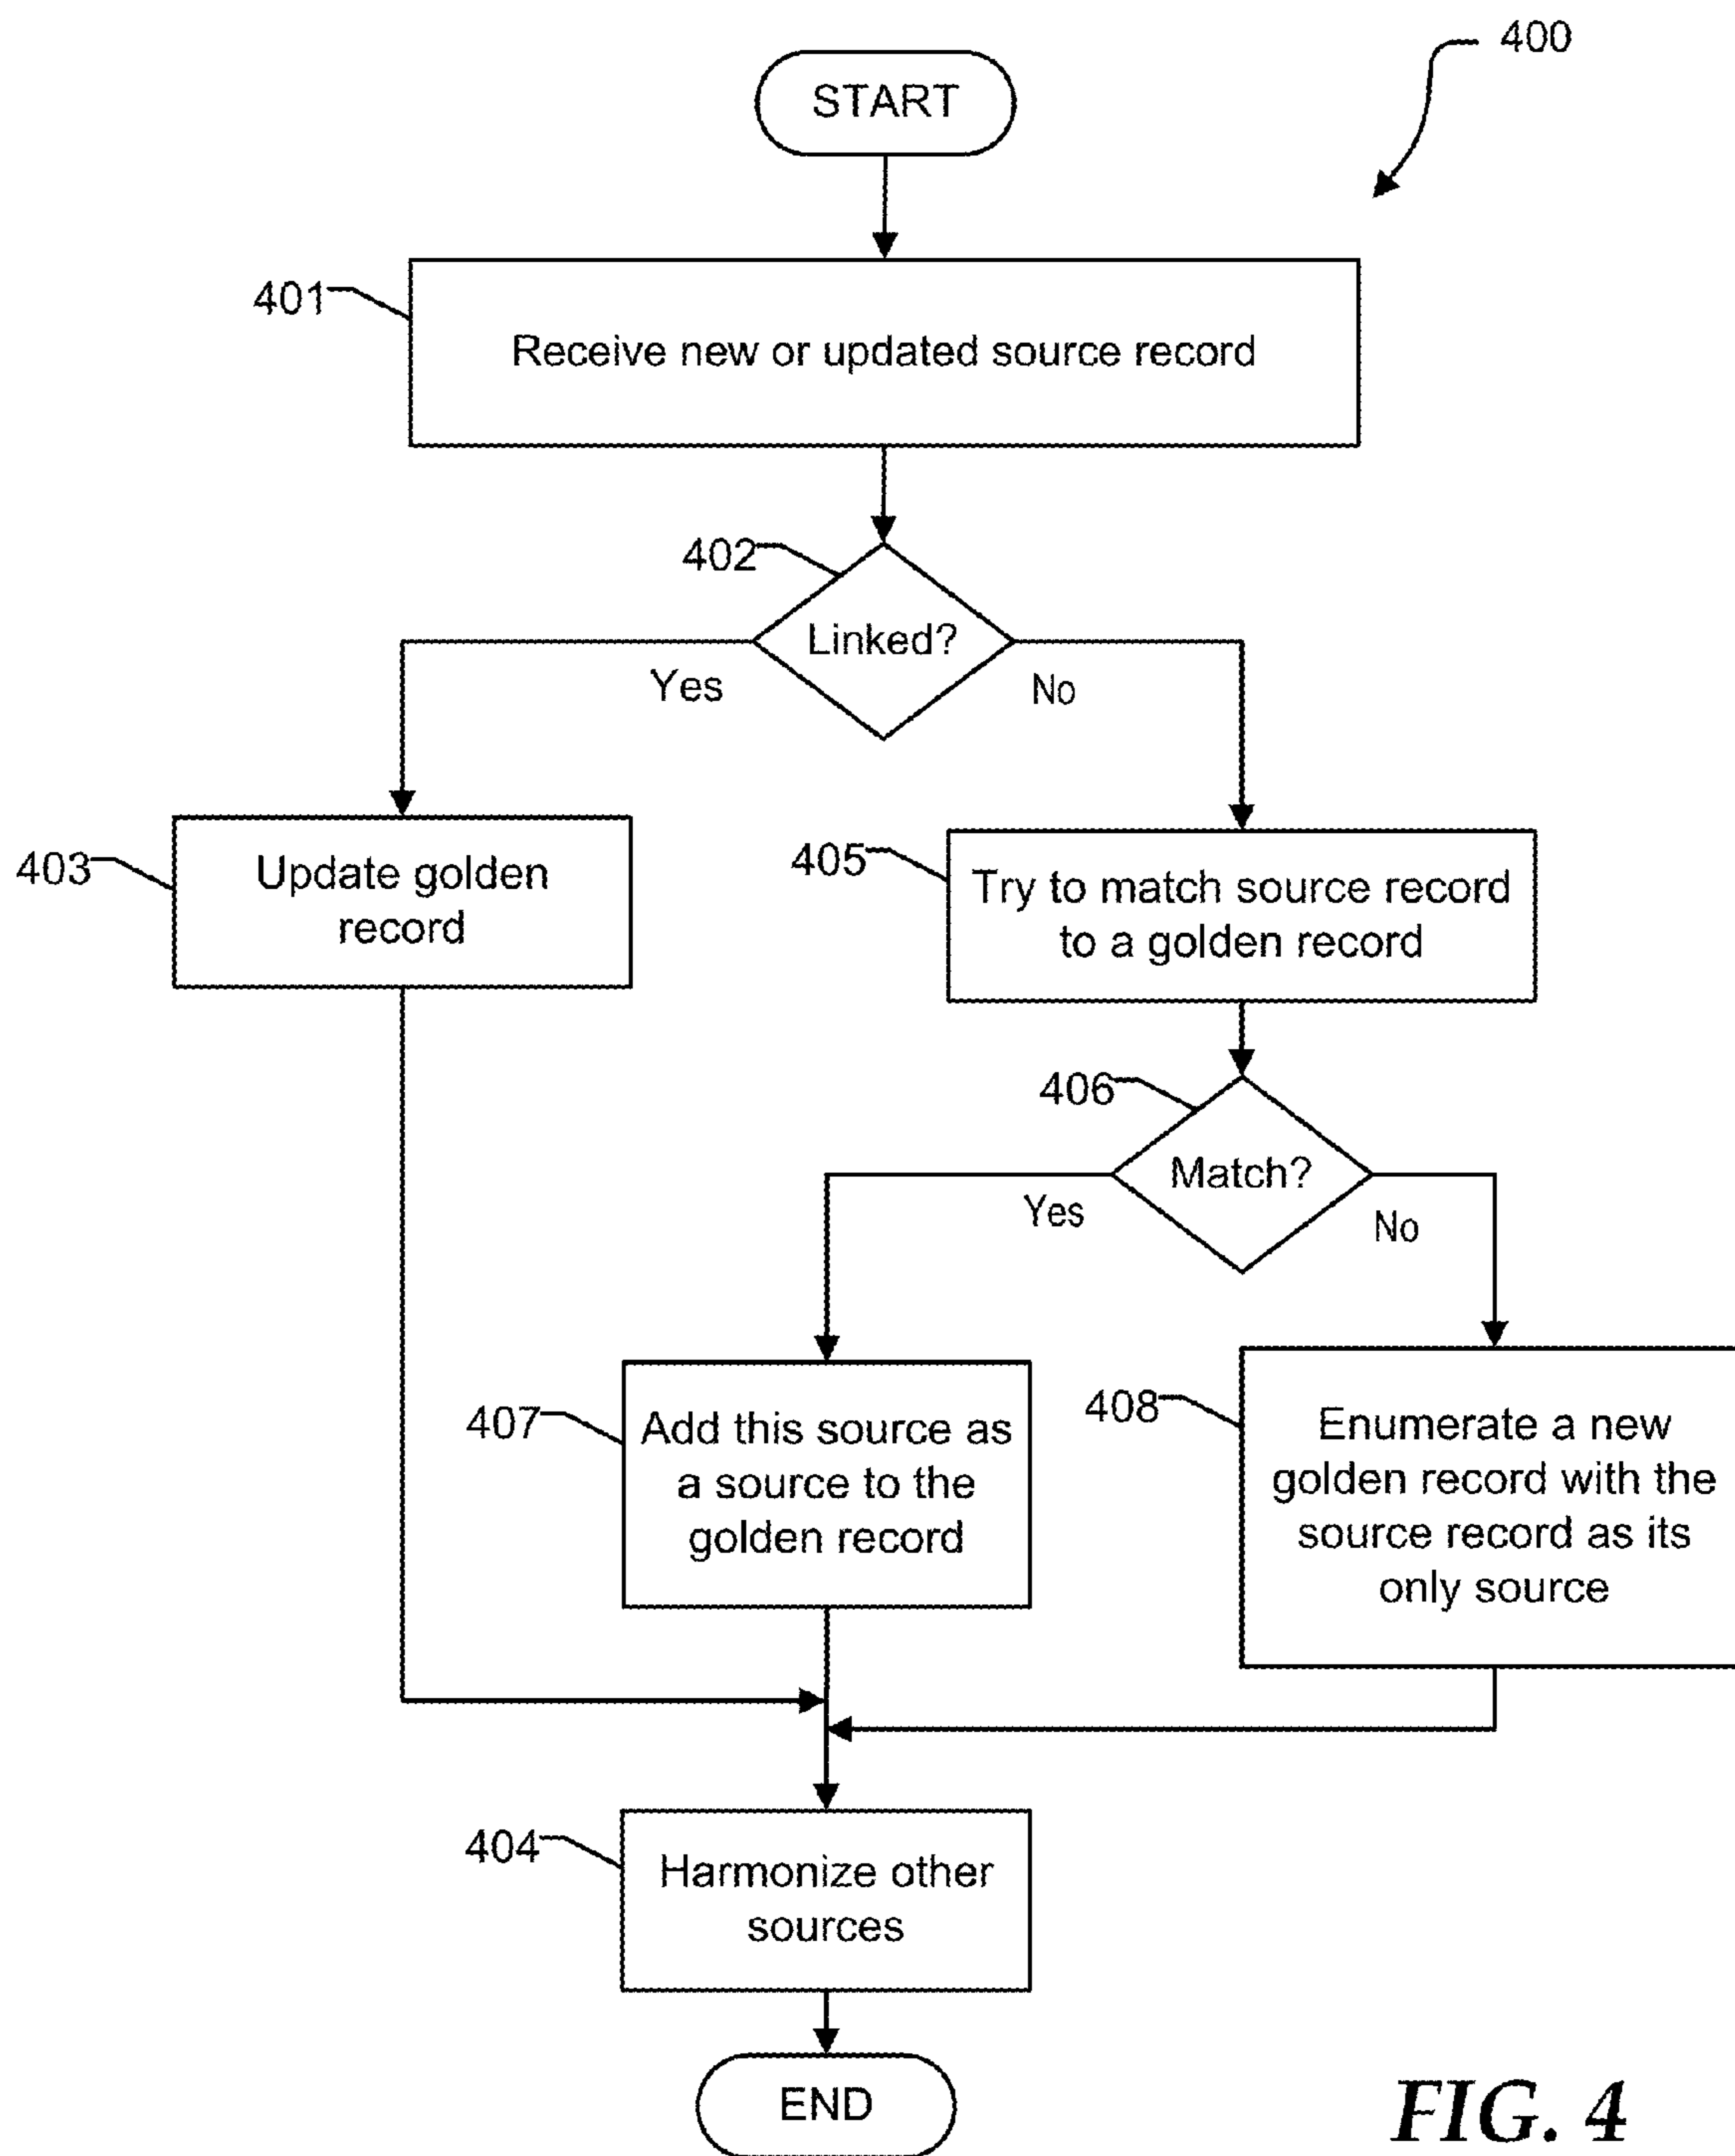 400
START
401
Receive new or updated source record
402
Linked?
Yes
No
403
Update golden
record
405
Try to match source record
to a golden record
406
Match?
Yes
No
407
Add this source as
a source to the
golden record
408
Enumerate a new
golden record with the
source record as its
only source
404
Harmonize other
sources
END
FIG. 4